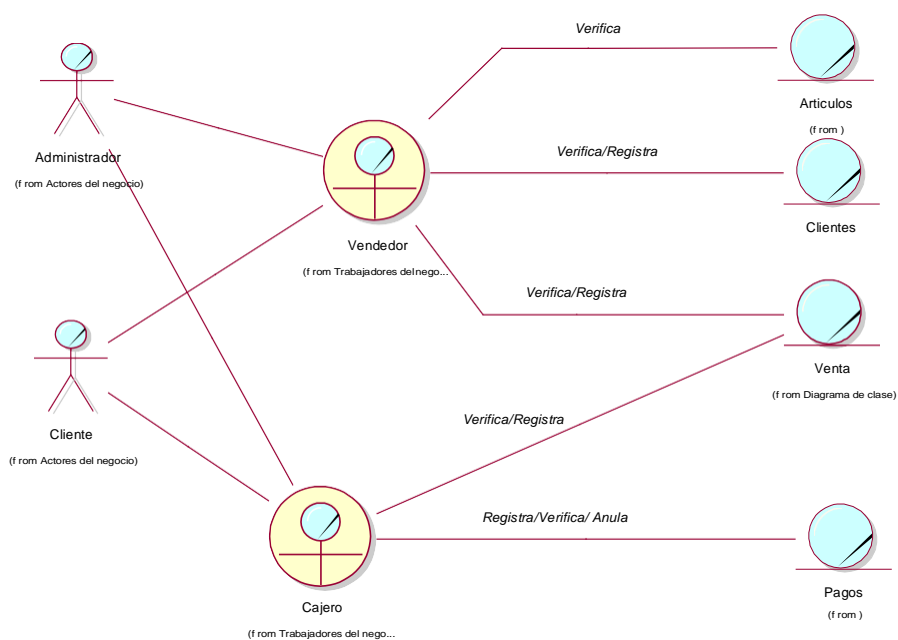 Verifica
Articulos
(f rom )
Administrador
(f rom Actores del negocio)
Verifica/Registra
Clientes
Vendedor
(f rom Trabajadores del nego...
Verifica/Registra
Venta
(f rom Diagrama de clase)
Cliente
(f rom Actores del negocio)
Verifica/Registra
Registra/Verifica/ Anula
Pagos
(f rom )
Cajero
(f rom Trabajadores del nego...